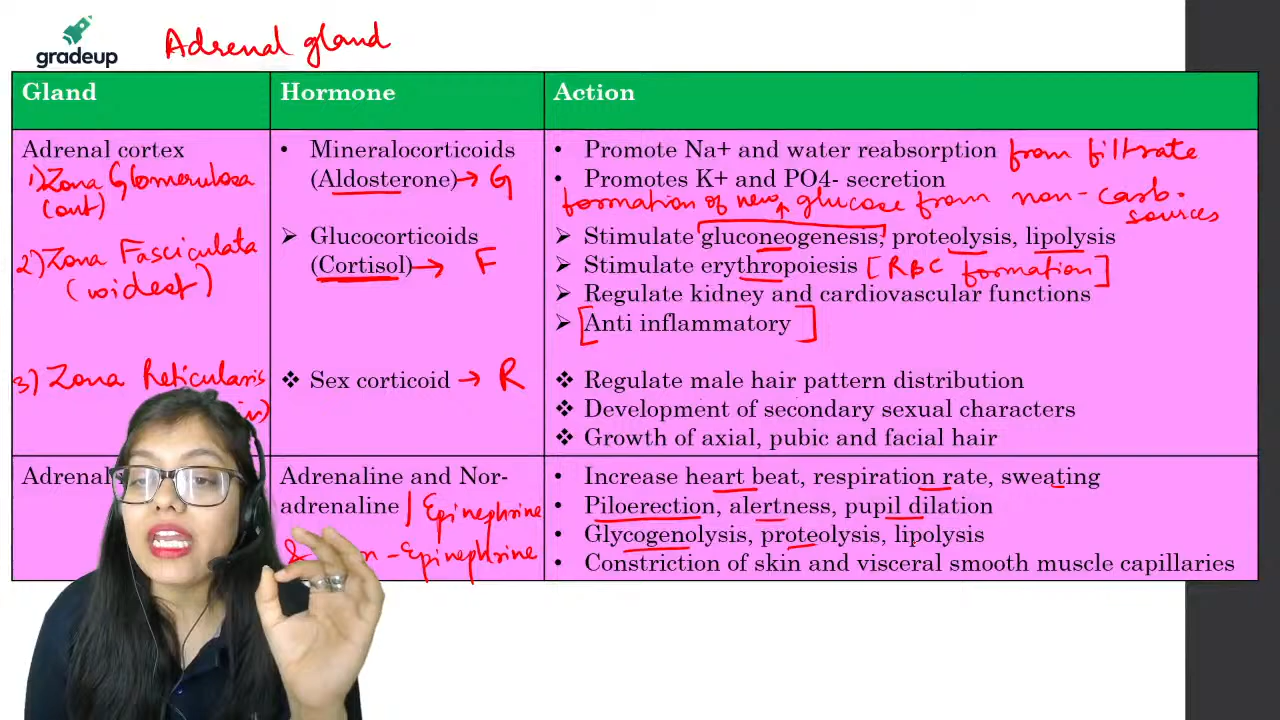 gradeup
Adrenal gland
Gland
Hormone
Action
Adrenal cortex
1) Zona Glomerulosa
(out)
2) Zona Fasciculata
(widest)
3) Zona Reticularis
• Mineralocorticoids
(Aldosterone) → G
➢ Glucocorticoids
(Cortisol) → F
❖ Sex corticoid → R
• Promote Na+ and water reabsorption from filtrate
• Promotes K+ and PO4- secretion
formation of new glucose from non-carb.
sources
➢ Stimulate gluconeogenesis, proteolysis, lipolysis
➢ Stimulate erythropoiesis [RBC formation]
➢ Regulate kidney and cardiovascular functions
➢ [Anti inflammatory]
❖ Regulate male hair pattern distribution
❖ Development of secondary sexual characters
❖ Growth of axial, pubic and facial hair
Adrenals
Adrenaline and Nor-
adrenaline / Epinephrine
& -Epinephrine
• Increase heart beat, respiration rate, sweating
• Piloerection, alertness, pupil dilation
• Glycogenolysis, proteolysis, lipolysis
• Constriction of skin and visceral smooth muscle capillaries